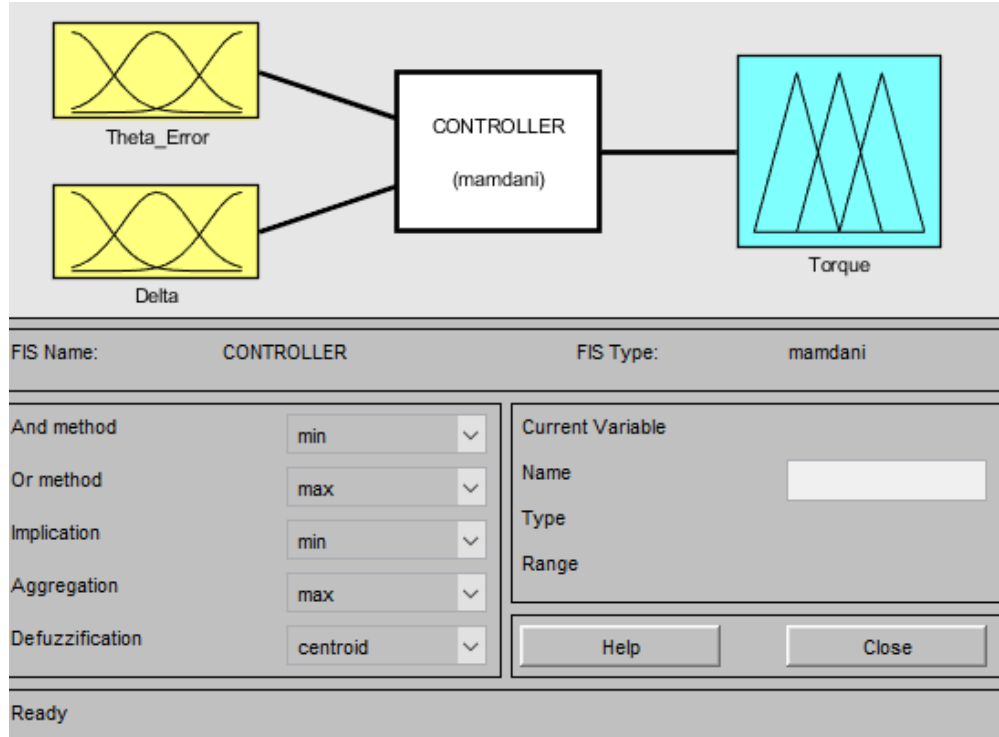 Theta_Error
Delta
CONTROLLER
(mamdani)
Torque
FIS Name: CONTROLLER FIS Type: mamdani
And method min
Or method max
Implication min
Aggregation max
Defuzzification centroid
Current Variable
Name
Type
Range
Help Close
Ready